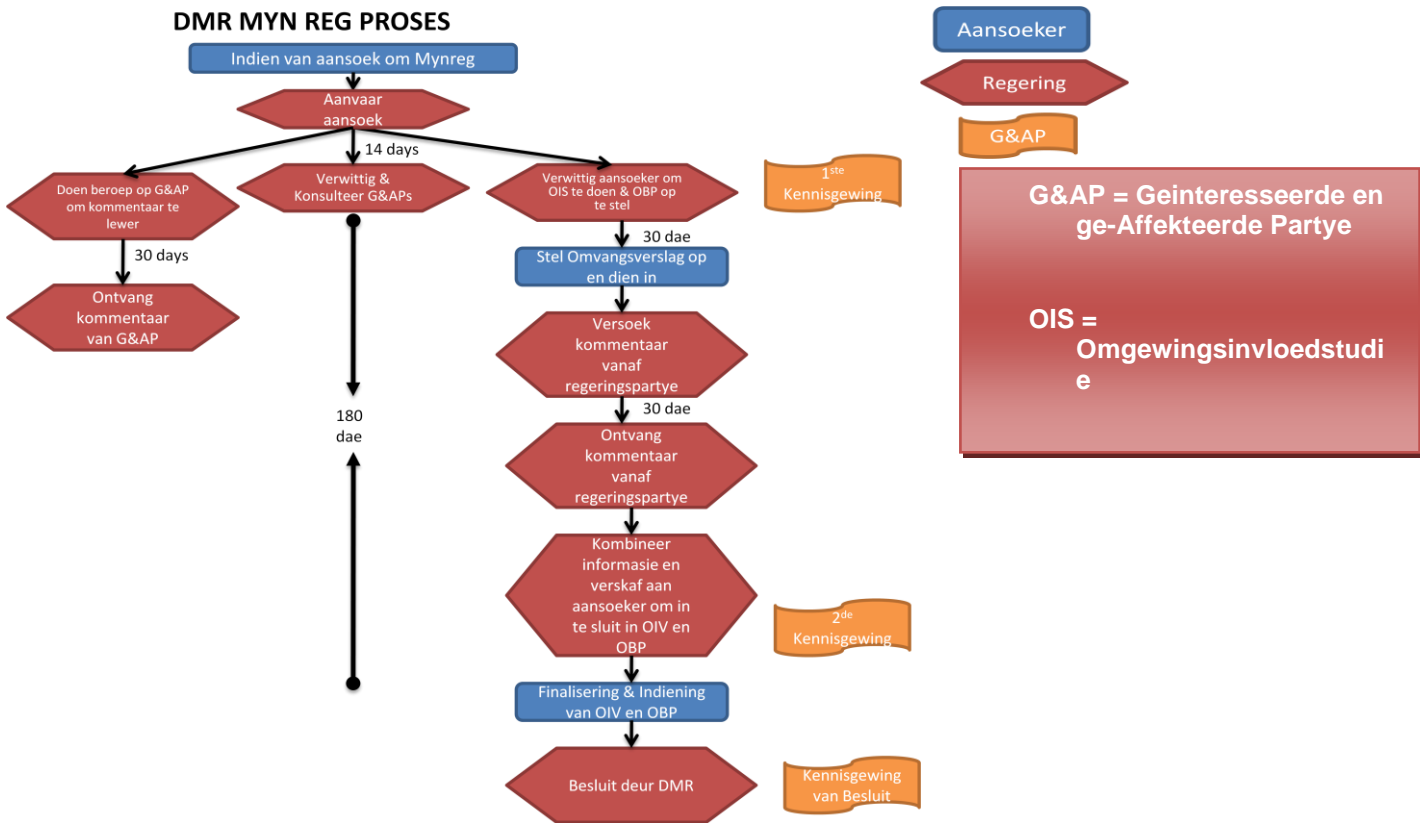 DMR MYN REG PROSES
Indien van aansoek om Mynreg
Aanvaar
aansoek
14 days
Doen beroep op G&AP
om kommentaar te
lewer
30 days
Ontvang
kommentaar
van G&AP
Verwittig &
Konsulteer G&APs
180
dae
Verwittig aansoeker om
OIS te doen & OBP op
te stel
30 dae
Stel Omvangsverslag op
en dien in
Versoek
kommentaar
vanaf
regeringspartye
30 dae
Ontvang
kommentaar
vanaf
regeringspartye
Kombineer
informasie en
verskaf aan
aansoeker om in
te sluit in OIV en
OBP
Finalisering & Indiening
van OIV en OBP
Besluit deur DMR
1ste
Kennisgewing
2de
Kennisgewing
Kennisgewing
van Besluit
Aansoeker
Regering
G&AP
G&AP = Geinteresseerde en
ge-Affekteerde Partye
OIS =
Omgewingsinvloedstudi
e